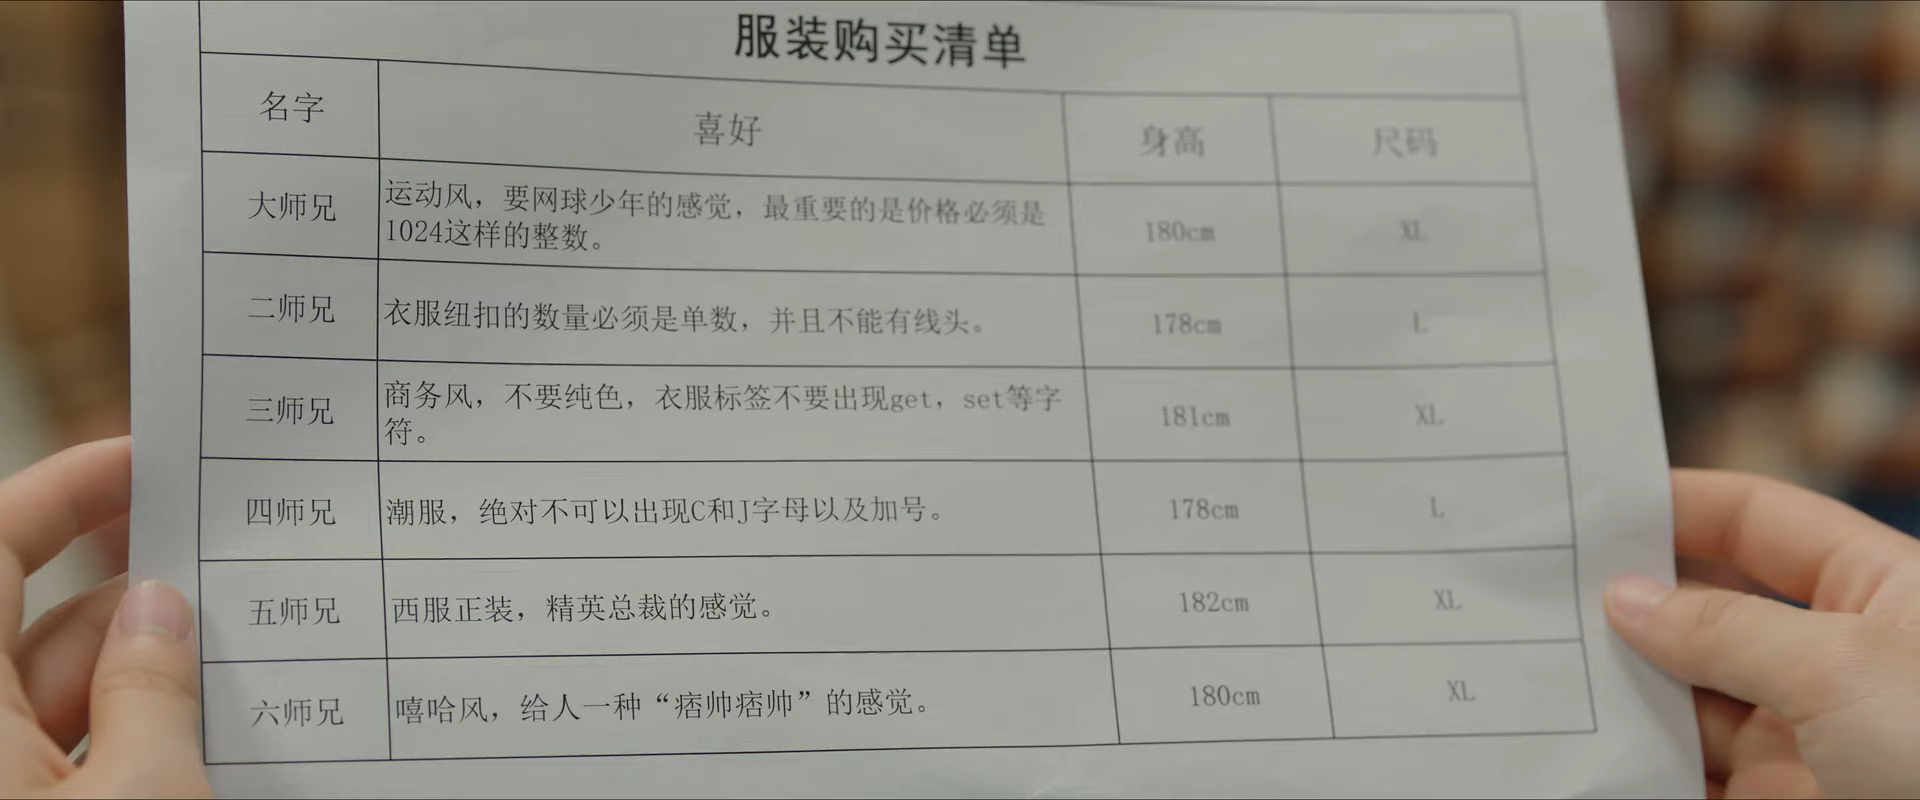 服装购买清单
名字 喜好 身高 尺码
大师兄 运动风，要网球少年的感觉，最重要的是价格必须是 180cm XL
1024这样的整数。
二师兄 衣服纽扣的数量必须是单数，并且不能有线头。 178cm L
三师兄 商务风，不要纯色，衣服标签不要出现get，set等字 181cm XL
符。
四师兄 潮服，绝对不可以出现C和J字母以及加号。 178cm L
五师兄 西服正装，精英总裁的感觉。 182cm XL
六师兄 嘻哈风，给人一种“痞帅痞帅”的感觉。 180cm XL